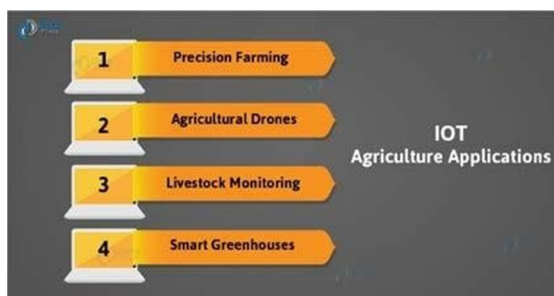 1
Precision Farming
2
Agricultural Drones
3
Livestock Monitoring
4
Smart Greenhouses
IOT
Agriculture Applications